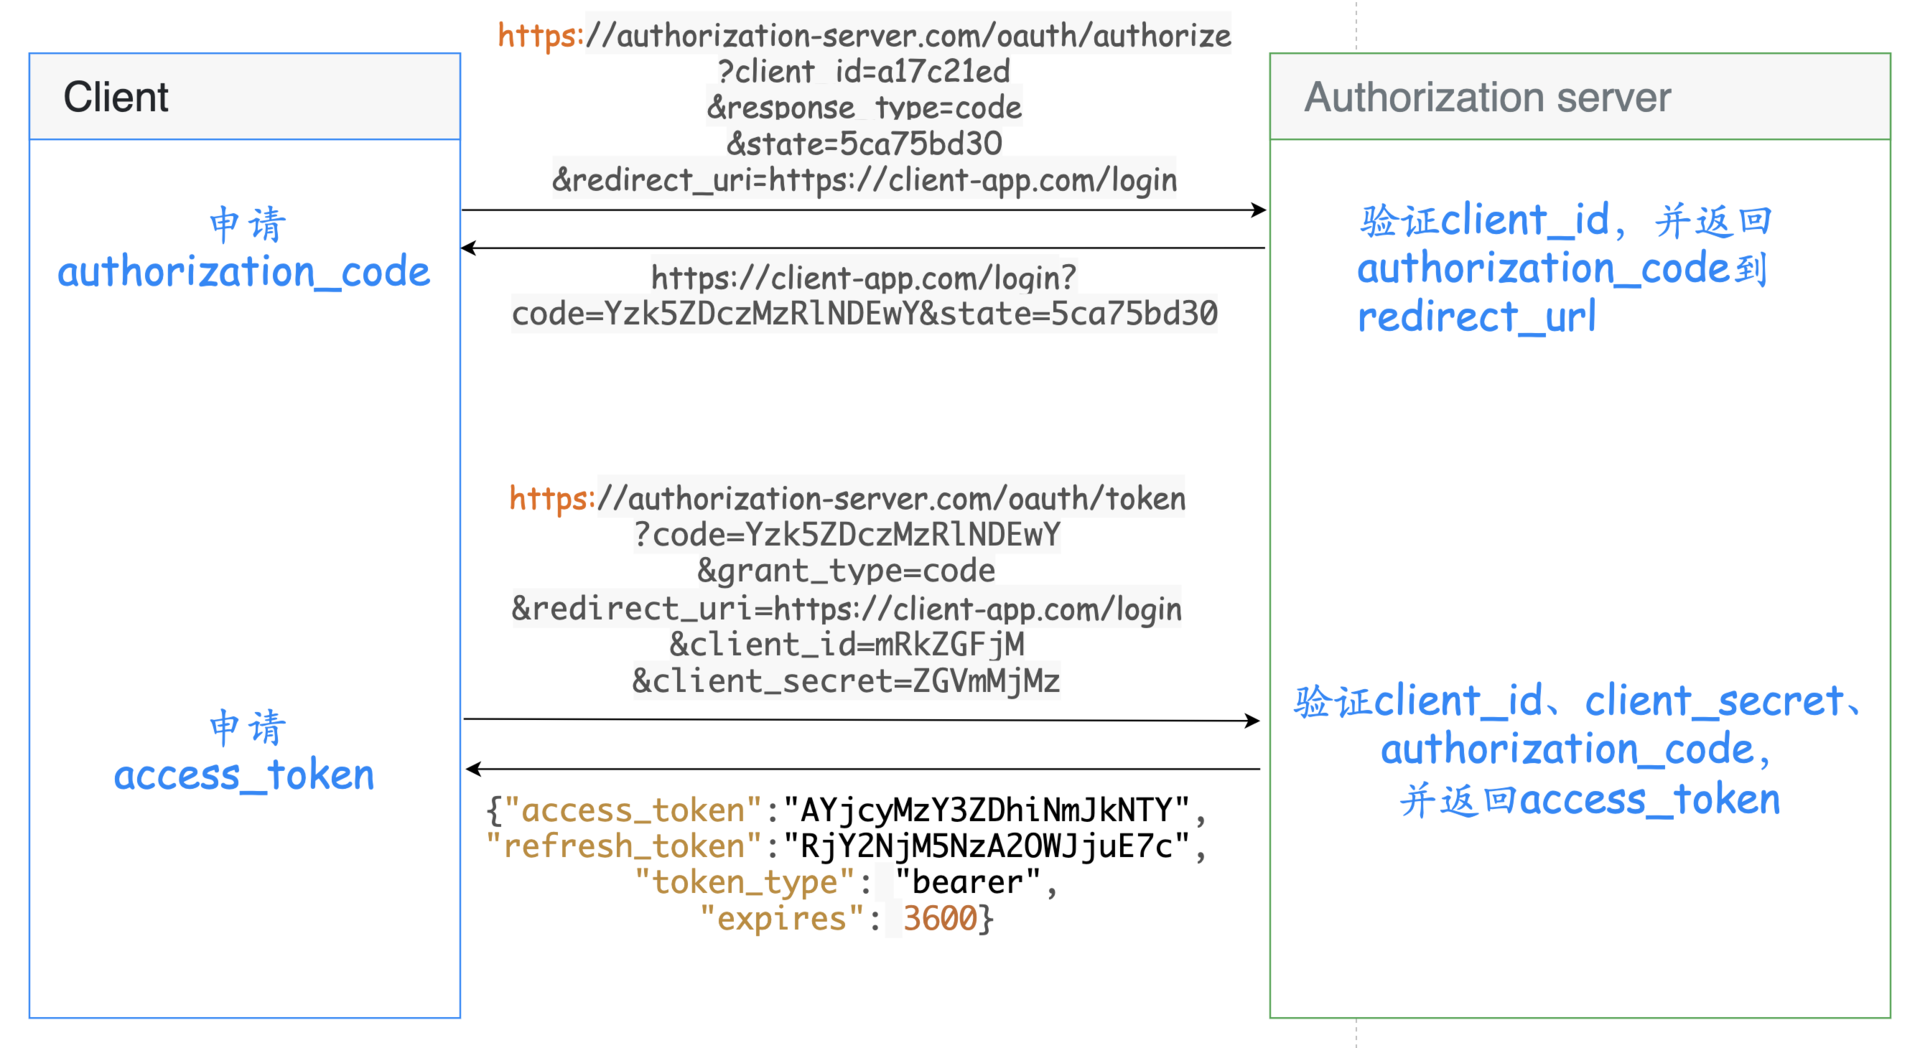 https://authorization-server.com/oauth/authorize
?client_id=a17c21ed
&response_type=code
&state=5ca75bd30
&redirect_uri=https://client-app.com/login
Client
Authorization server
申请
authorization_code
验证client_id，并返回
authorization_code到
redirect_url
https://client-app.com/login?
code=Yzk5ZDczMzRlNDEwY&state=5ca75bd30
https://authorization-server.com/oauth/token
?code=Yzk5ZDczMzRlNDEwY
&grant_type=code
&redirect_uri=https://client-app.com/login
&client_id=mRkZGFjM
&client_secret=ZGVmMjMz
申请
access_token
验证client_id、client_secret、
authorization_code，
并返回access_token
{"access_token":"AYjcyMzY3ZDhiNmJkNTY",
"refresh_token":"RjY2NjM5NzA2OWJjuE7c",
"token_type": "bearer",
"expires": 3600}